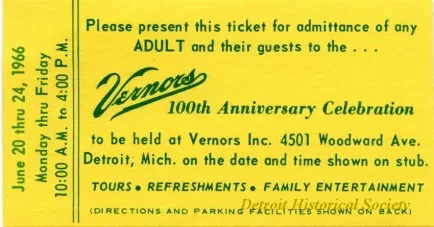 June 20 thru 24, 1966
Monday thru Friday
10:00 A.M. to 4:00 P.M.
Please present this ticket for admittance of any
ADULT and their guests to the . . .
Vernors
100th Anniversary Celebration
to be held at Vernors Inc. 4501 Woodward Ave.
Detroit, Mich. on the date and time shown on stub.
TOURS • REFRESHMENTS • FAMILY ENTERTAINMENT
(DIRECTIONS AND PARKING FACILITIES SHOWN ON BACK)
Detroit Historical Society